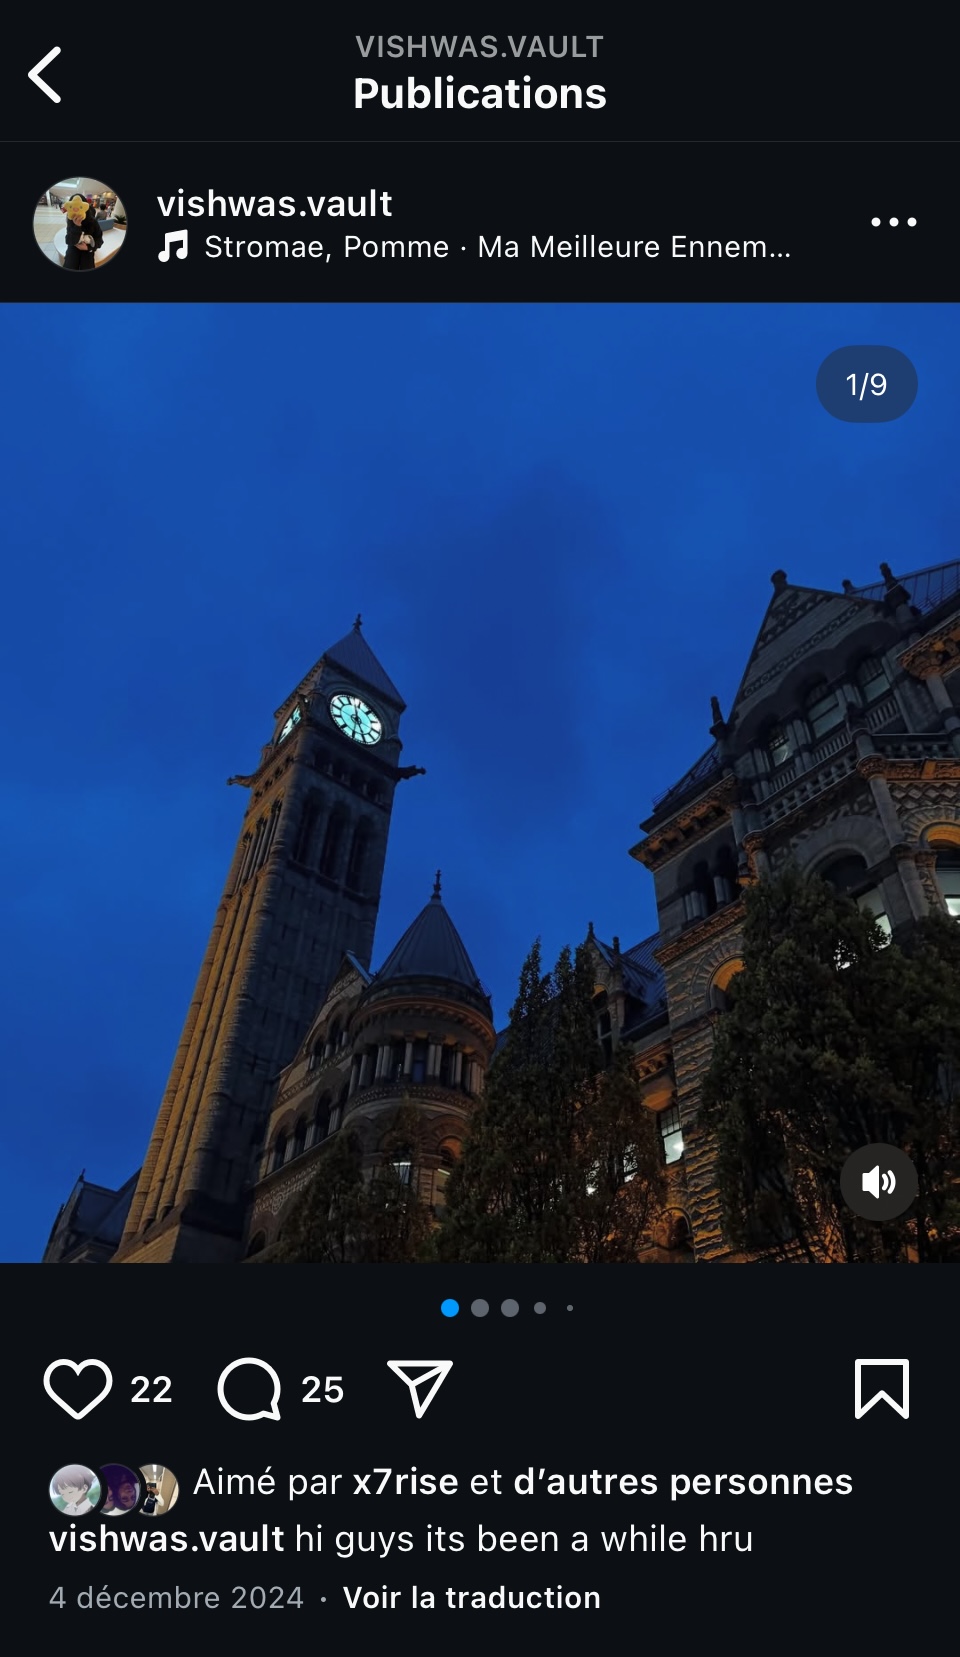 VISHWAS.VAULT
Publications
vishwas.vault
Stromae, Pomme · Ma Meilleure Ennem...
1/9
22
25
Aimé par x7rise et d’autres personnes
vishwas.vault hi guys its been a while hru
4 décembre 2024 · Voir la traduction